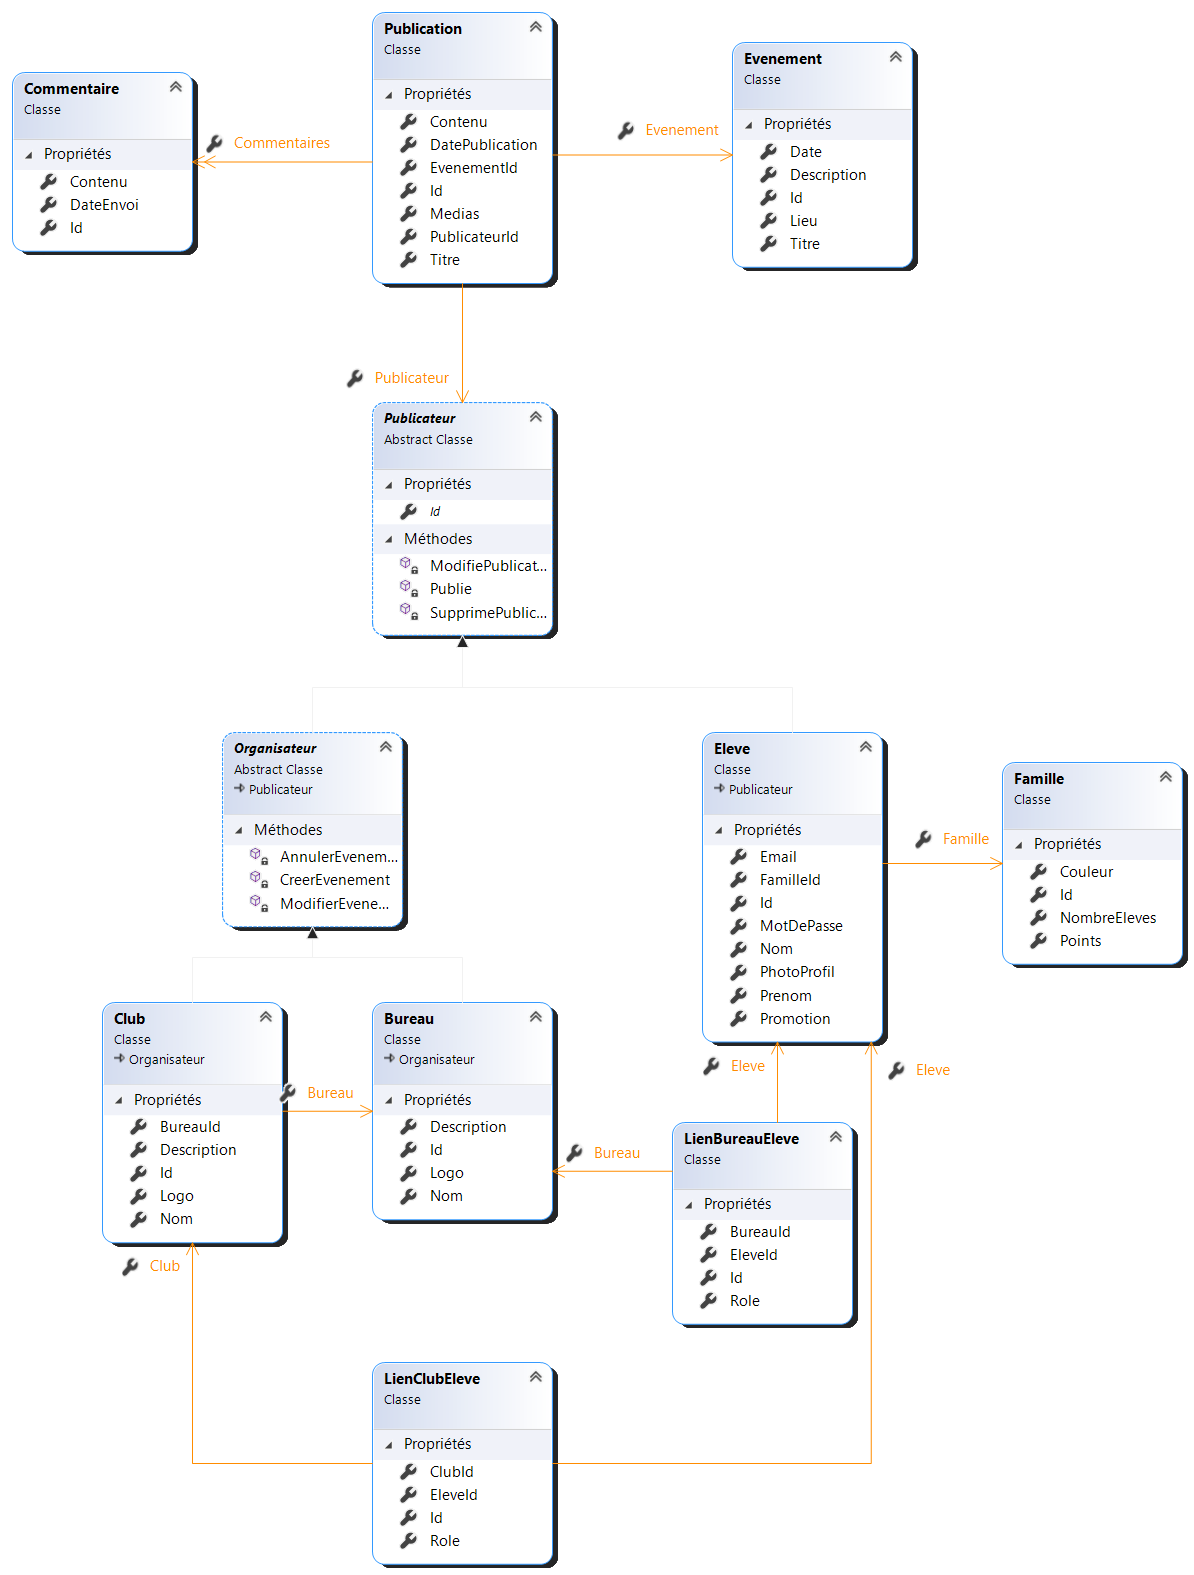 Publication
Classe
Propriétés
Contenu
DatePublication
EvenementId
Id
Medias
PublicateurId
Titre
Evenement
Classe
Propriétés
Date
Description
Id
Lieu
Titre
Commentaire
Classe
Propriétés
Contenu
DateEnvoi
Id
Commentaires
Evenement
Publicateur
Publicateur
Abstract Classe
Propriétés
Id
Méthodes
ModifiePublicat...
Publie
SupprimePublic...
Organisateur
Abstract Classe
Publicateur
Méthodes
AnnulerEvenem...
CreerEvenement
ModifierEvene...
Eleve
Classe
Publicateur
Propriétés
Email
FamilleId
Id
MotDePasse
Nom
PhotoProfil
Prenom
Promotion
Famille
Famille
Classe
Propriétés
Couleur
Id
NombreEleves
Points
Club
Classe
Organisateur
Propriétés
BureauId
Description
Id
Logo
Nom
Bureau
Bureau
Classe
Organisateur
Propriétés
Description
Id
Logo
Nom
Bureau
Eleve
Eleve
LienBureauEleve
Classe
Propriétés
BureauId
EleveId
Id
Role
Club
LienClubEleve
Classe
Propriétés
ClubId
EleveId
Id
Role